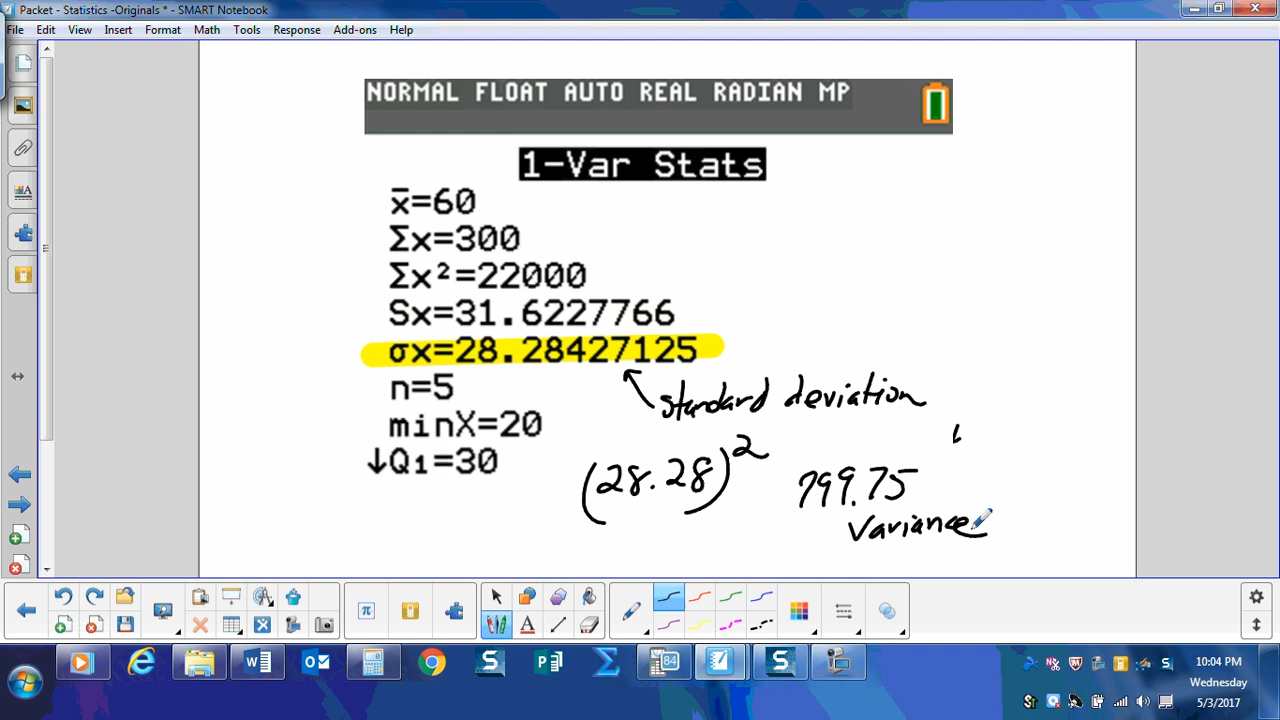 Packet - Statistics -Originals * - SMART Notebook
File Edit View Insert Format Math Tools Response Add-ons Help
NORMAL FLOAT AUTO REAL RADIAN MP
1-Var Stats
x̄=60
Σx=300
Σx²=22000
Sx=31.6227766
σx=28.28427125
n=5
standard deviation
minX=20
↓Q₁=30
(28.28)² 799.75
Variance
10:04 PM
Wednesday
5/3/2017